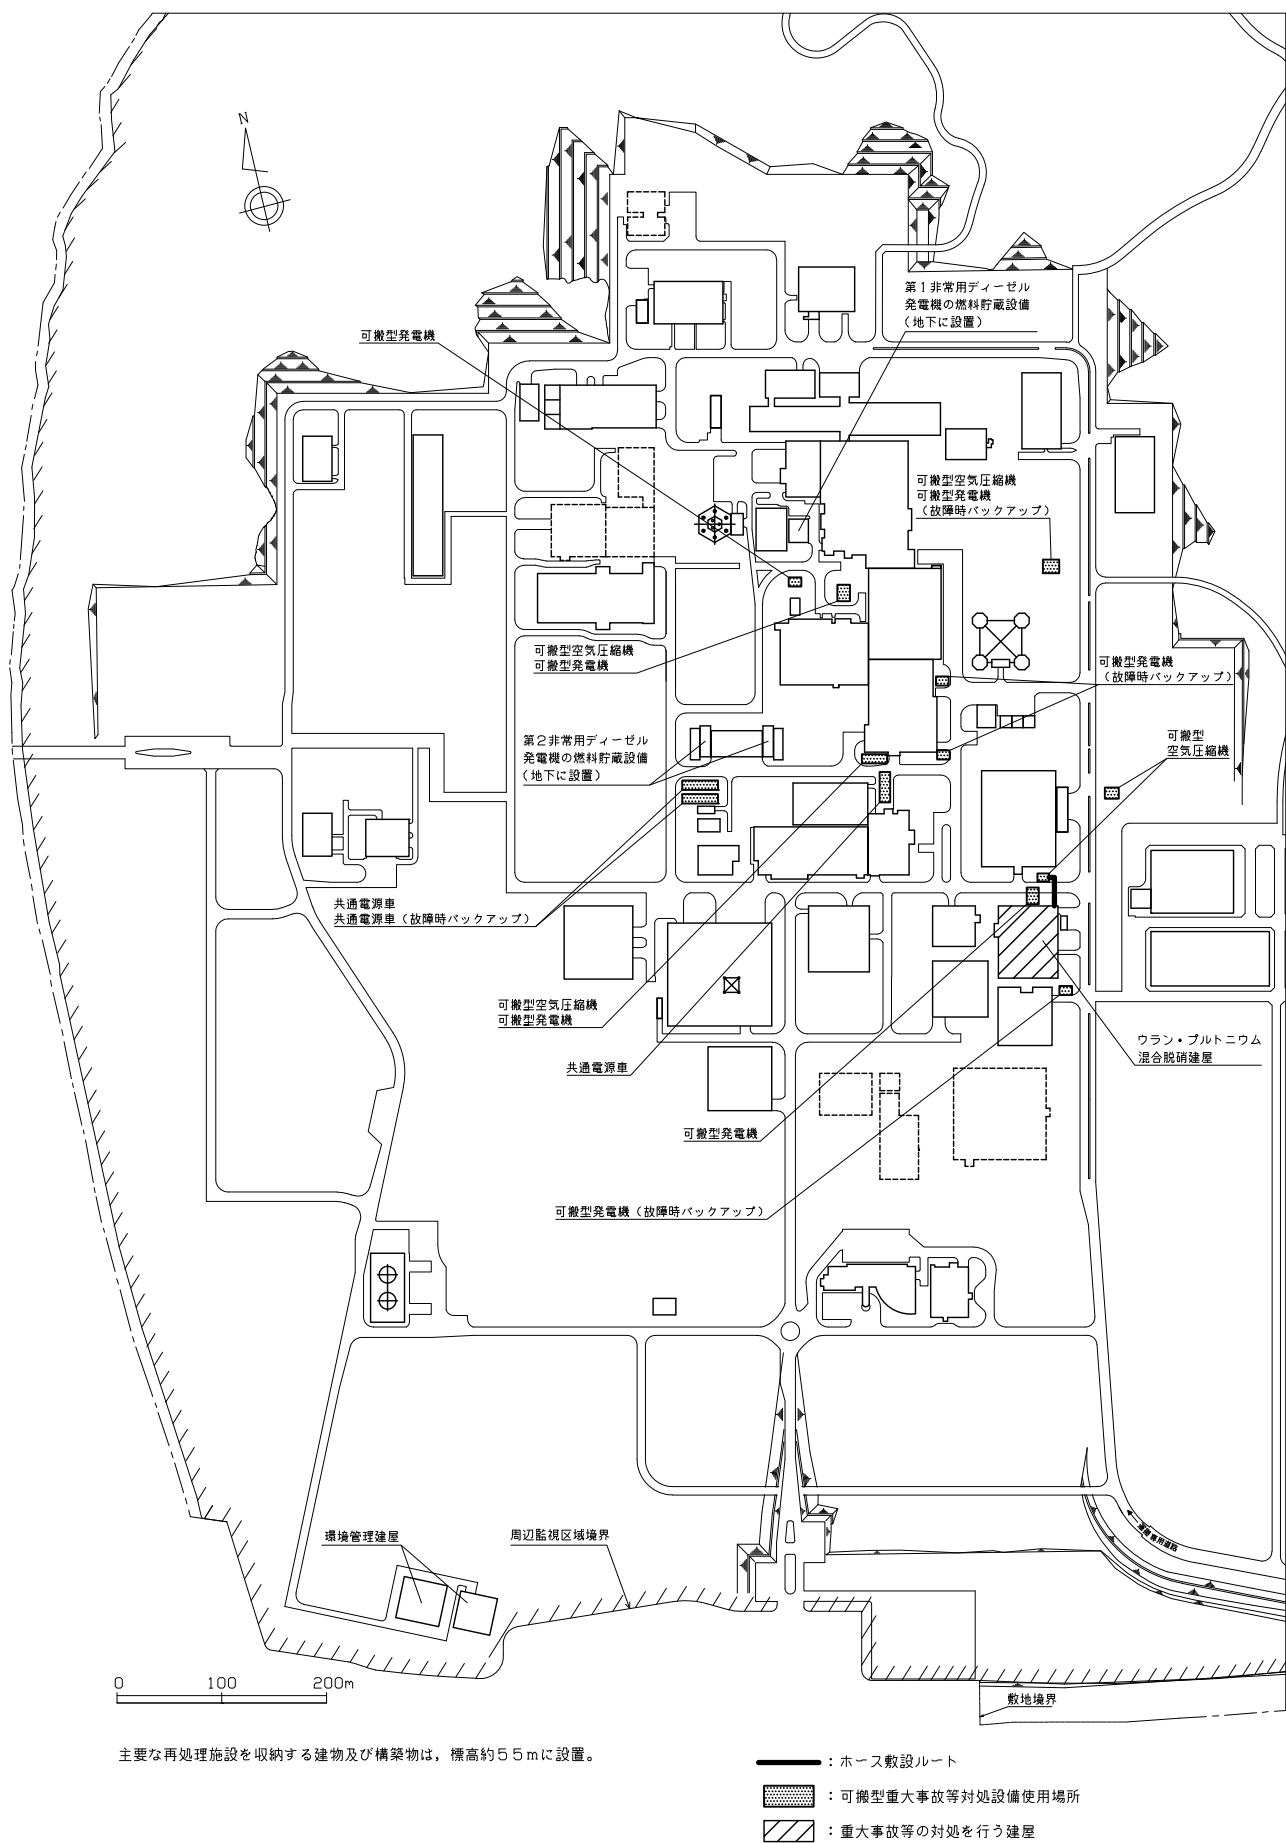 N
第1非常用ディーゼル
発電機の燃料貯蔵設備
(地下に設置)
可搬型発電機
可搬型空気圧縮機
可搬型発電機
(故障時バックアップ)
可搬型空気圧縮機
可搬型発電機
可搬型発電機
(故障時バックアップ)
第2非常用ディーゼル
発電機の燃料貯蔵設備
(地下に設置)
可搬型
空気圧縮機
共通電源車
共通電源車(故障時バックアップ)
可搬型空気圧縮機
可搬型発電機
ウラン・プルトニウム
混合脱硝建屋
共通電源車
可搬型発電機
可搬型発電機(故障時バックアップ)
環境管理建屋
周辺監視区域境界
0 100 200m
敷地境界
主要な再処理施設を収納する建物及び構築物は，標高約55mに設置。
：ホース敷設ルート
：可搬型重大事故等対処設備使用場所
：重大事故等の対処を行う建屋